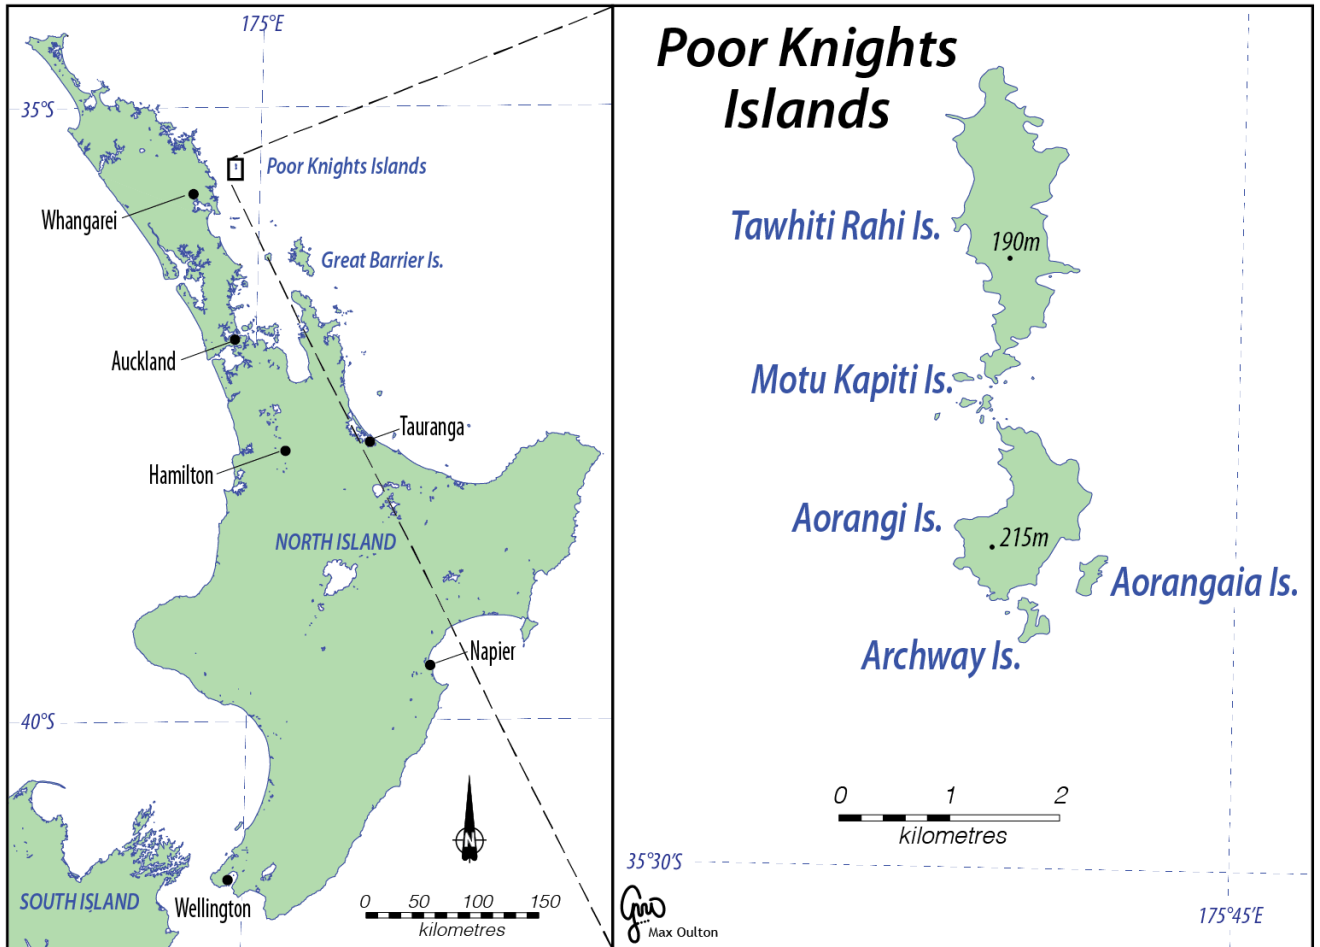 175°E
35°S
Poor Knights Islands
Whangarei
Great Barrier Is.
Auckland
Tauranga
Hamilton
NORTH ISLAND
Napier
40°S
N
SOUTH ISLAND
Wellington
0 50 100 150
kilometres
Poor Knights
Islands
Tawhiti Rahi Is.
190m
Motu Kapiti Is.
Aorangi Is.
215m
Aorangaia Is.
Archway Is.
0 1 2
kilometres
35°30'S
175°45'E
Max Oulton